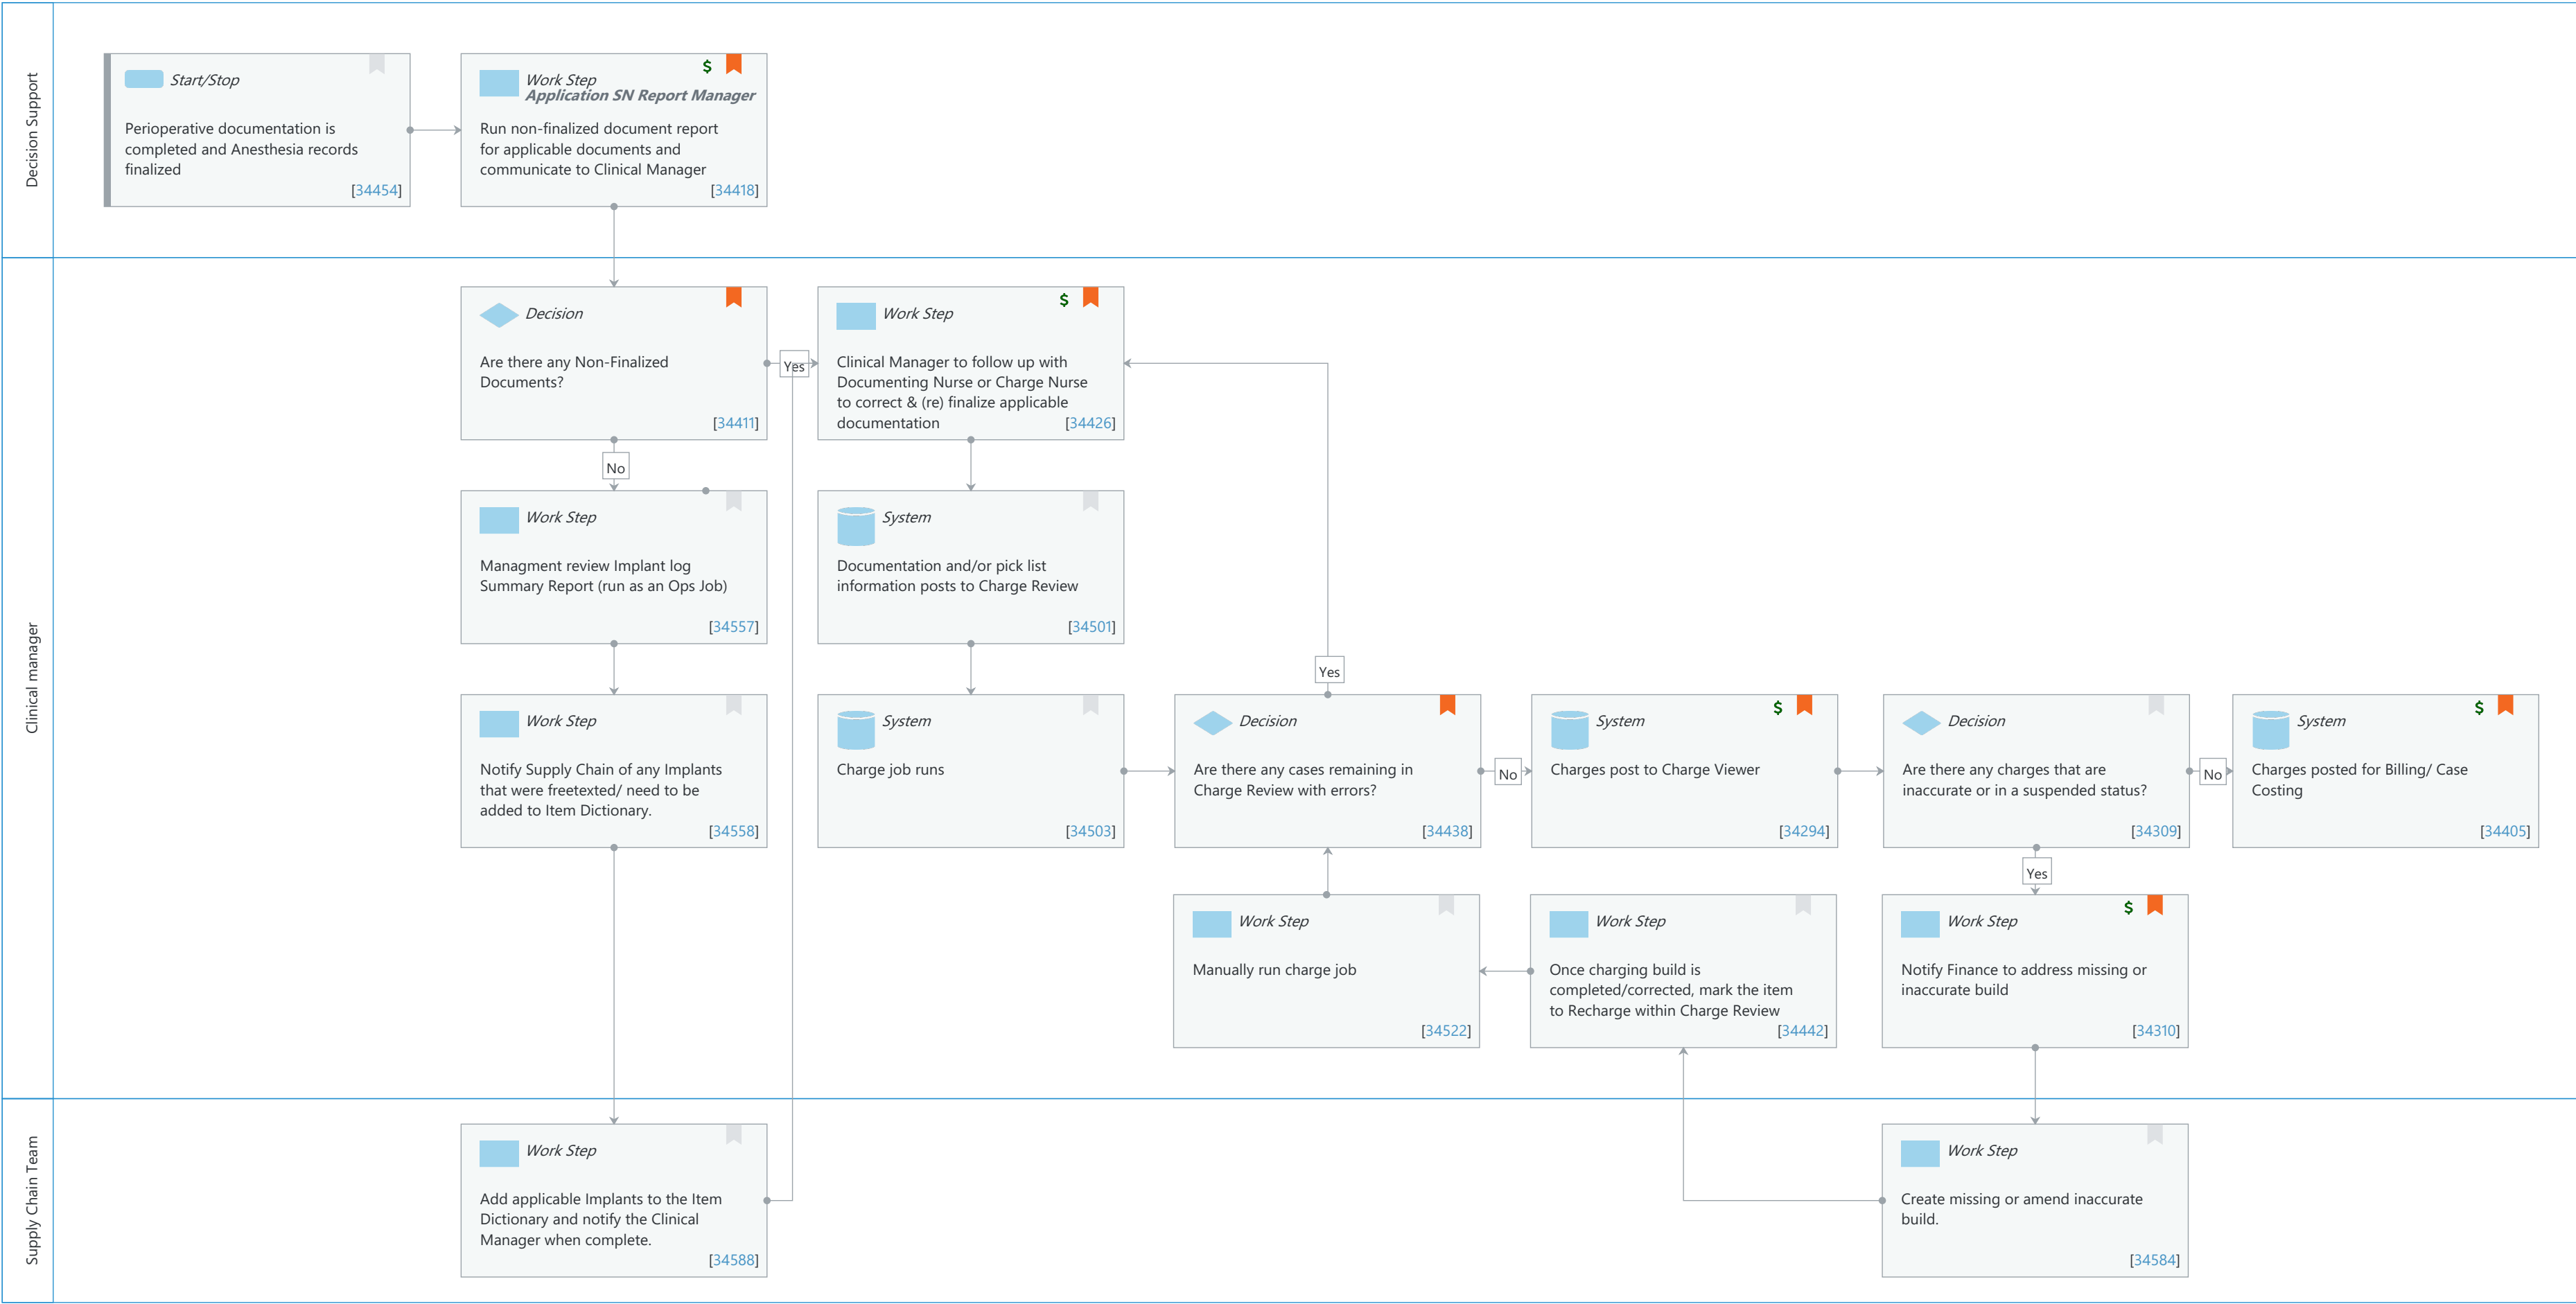 Decision Support
Start/Stop
Perioperative documentation is
completed and Anesthesia records
finalized
[34454]
$
Work Step
Application SN Report Manager
Run non-finalized document report
for applicable documents and
communicate to Clinical Manager
[34418]
Clinical manager
Decision
Are there any Non-Finalized
Documents?
[34411]
Yes
$
Work Step
Clinical Manager to follow up with
Documenting Nurse or Charge Nurse
to correct & (re) finalize applicable
documentation
[34426]
No
Work Step
Managment review Implant log
Summary Report (run as an Ops Job)
[34557]
System
Documentation and/or pick list
information posts to Charge Review
[34501]
Yes
Work Step
Notify Supply Chain of any Implants
that were freetexted/ need to be
added to Item Dictionary.
[34558]
System
Charge job runs
[34503]
Decision
Are there any cases remaining in
Charge Review with errors?
[34438]
No
$
System
Charges post to Charge Viewer
[34294]
Decision
Are there any charges that are
inaccurate or in a suspended status?
[34309]
No
$
System
Charges posted for Billing/ Case
Costing
[34405]
Yes
Work Step
Manually run charge job
[34522]
Work Step
Once charging build is
completed/corrected, mark the item
to Recharge within Charge Review
[34442]
$
Work Step
Notify Finance to address missing or
inaccurate build
[34310]
Supply Chain Team
Work Step
Add applicable Implants to the Item
Dictionary and notify the Clinical
Manager when complete.
[34588]
Work Step
Create missing or amend inaccurate
build.
[34584]